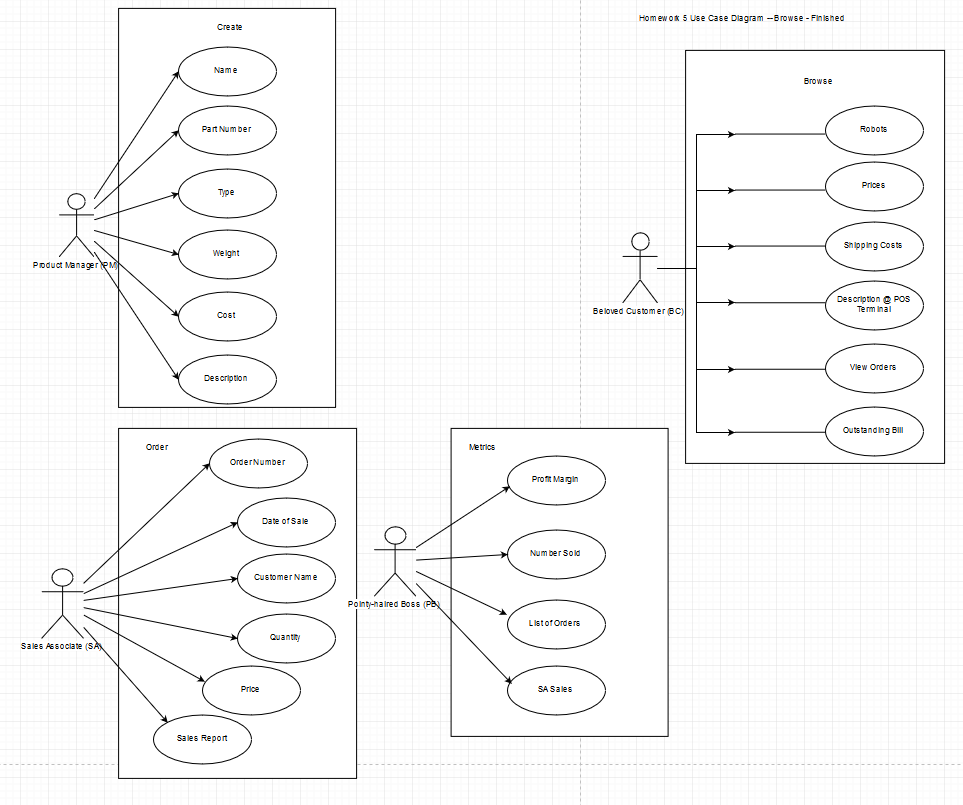 Homework 5 Use Case Diagram -- Browse - Finished
Create
Name
Part Number
Type
Weight
Cost
Description
Product Manager (PM)
Browse
Robots
Prices
Shipping Costs
Description @ POS
Terminal
View Orders
Outstanding Bill
Beloved Customer (BC)
Order
Order Number
Date of Sale
Customer Name
Quantity
Price
Sales Report
Sales Associate (SA)
Metrics
Profit Margin
Number Sold
List of Orders
SA Sales
Pointy-haired Boss (PB)